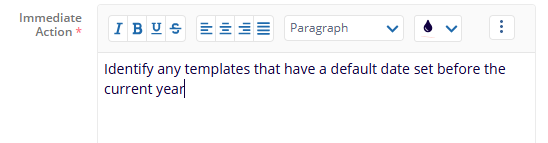 Immediate
Action *
I B U S
Paragraph
Identify any templates that have a default date set before the
current year